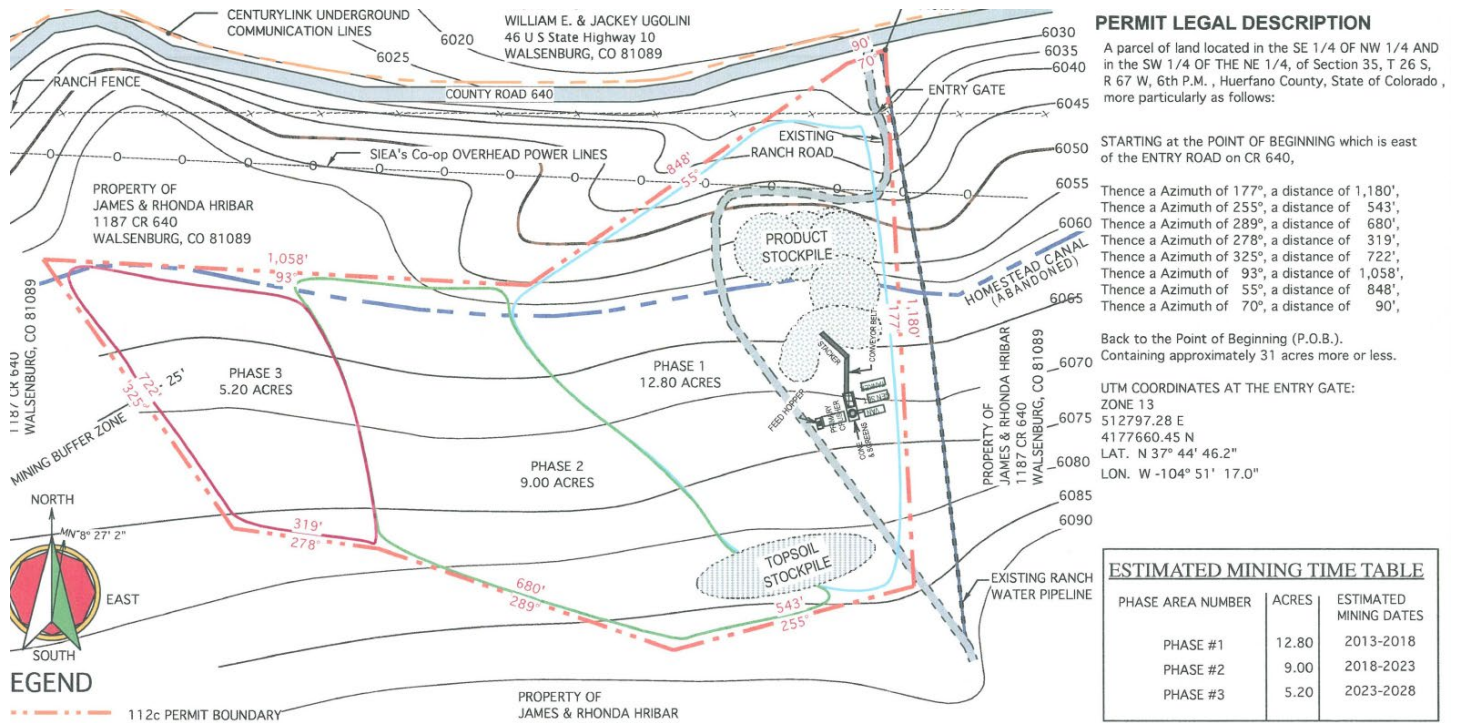 CENTURYLINK UNDERGROUND
COMMUNICATION LINES
6025
6020
WILLIAM E. & JACKEY UGOLINI
46 U S State Highway 10
WALSENBURG, CO 81089
90'
70°
6030
6035
6040
RANCH FENCE
COUNTY ROAD 640
ENTRY GATE
6045
EXISTING
RANCH ROAD
SIEA's Co-op OVERHEAD POWER LINES
848'
55°
6050
6055
PROPERTY OF
JAMES & RHONDA HRIBAR
1187 CR 640
WALSENBURG, CO 81089
6060
PRODUCT
STOCKPILE
1,058'
93°
HOMESTEAD CANAL
(ABANDONED)
6065
1187 CR 640
WALSENBURG, CO 81089
1,180'
177°
STACKER
CONVEYOR BELT
PHASE 3
5.20 ACRES
PHASE 1
12.80 ACRES
6070
722'
325°
25'
MINING BUFFER ZONE
FEED HOPPER
PRIMARY
CRUSHER
CONE
& SCREENS
PROPERTY OF
JAMES & RHONDA HRIBAR
1187 CR 640
WALSENBURG, CO 81089
6075
PHASE 2
9.00 ACRES
6080
6085
6090
NORTH
MN 8° 27' 2"
EAST
SOUTH
319'
278°
TOPSOIL
STOCKPILE
680'
289°
543'
255°
EXISTING RANCH
WATER PIPELINE
EGEND
112c PERMIT BOUNDARY
PROPERTY OF
JAMES & RHONDA HRIBAR
PERMIT LEGAL DESCRIPTION
A parcel of land located in the SE 1/4 OF NW 1/4 AND
in the SW 1/4 OF THE NE 1/4, of Section 35, T 26 S,
R 67 W, 6th P.M. , Huerfano County, State of Colorado ,
more particularly as follows:
STARTING at the POINT OF BEGINNING which is east
of the ENTRY ROAD on CR 640,
Thence a Azimuth of 177°, a distance of 1,180',
Thence a Azimuth of 255°, a distance of 543',
Thence a Azimuth of 289°, a distance of 680',
Thence a Azimuth of 278°, a distance of 319',
Thence a Azimuth of 325°, a distance of 722',
Thence a Azimuth of 93°, a distance of 1,058',
Thence a Azimuth of 55°, a distance of 848',
Thence a Azimuth of 70°, a distance of 90',
Back to the Point of Beginning (P.O.B.).
Containing approximately 31 acres more or less.
UTM COORDINATES AT THE ENTRY GATE:
ZONE 13
512797.28 E
4177660.45 N
LAT. N 37° 44' 46.2"
LON. W -104° 51' 17.0"
ESTIMATED MINING TIME TABLE
PHASE AREA NUMBER ACRES ESTIMATED
MINING DATES
PHASE #1 12.80 2013-2018
PHASE #2 9.00 2018-2023
PHASE #3 5.20 2023-2028